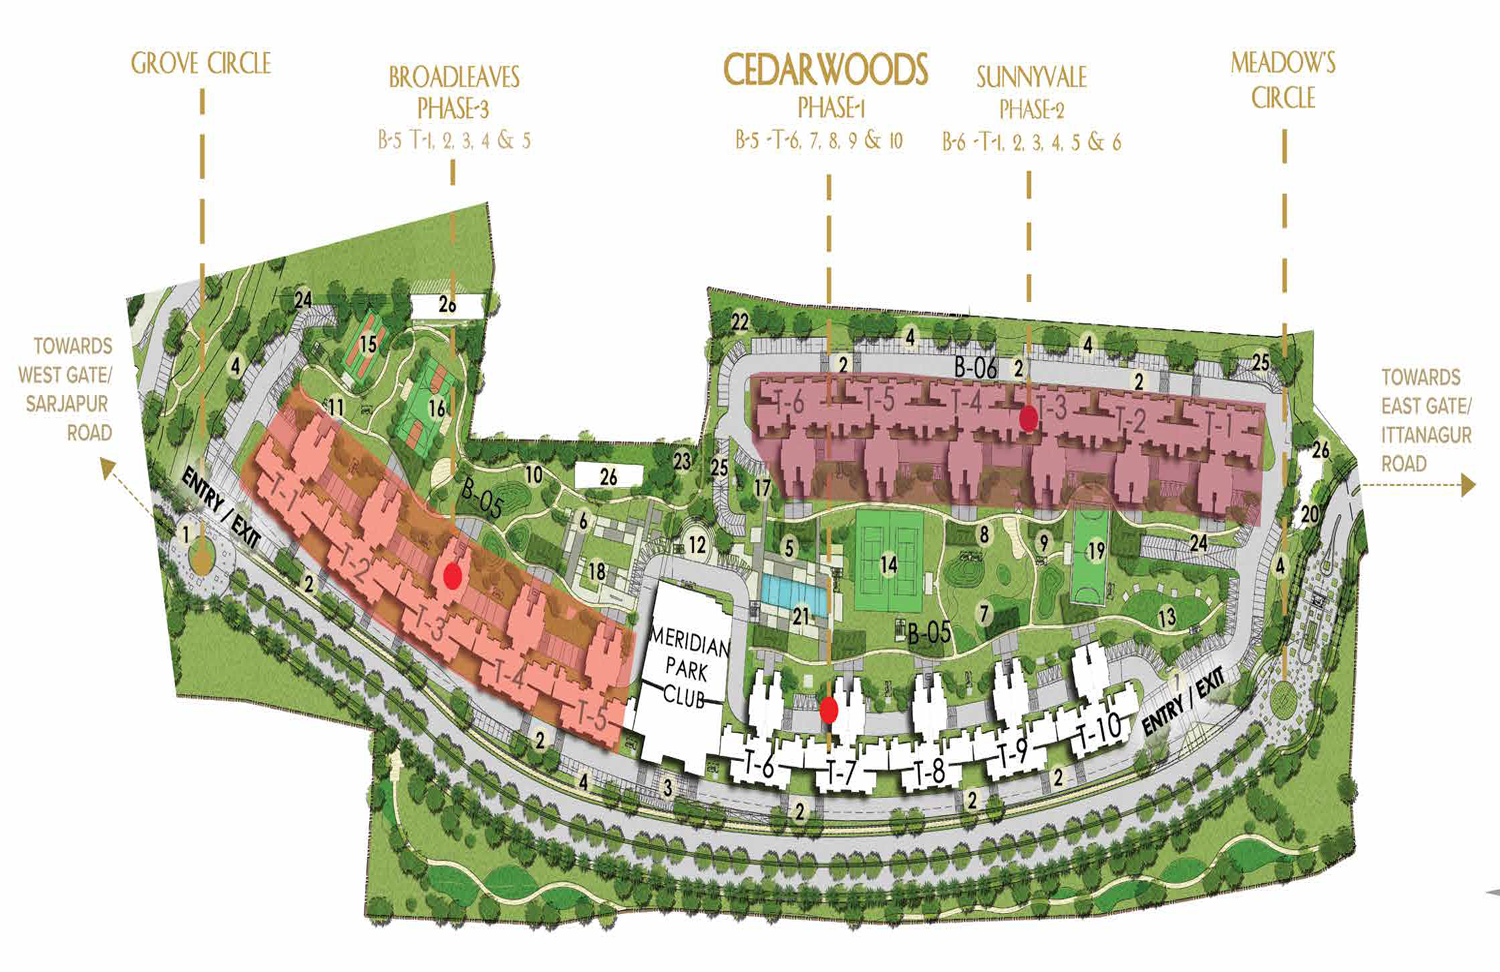 GROVE CIRCLE
BROADLEAVES
PHASE-3
B-5 T-1, 2, 3, 4 & 5
CEDARWOODS
PHASE-1
B-5 -T-6, 7, 8, 9 & 10
SUNNYVALE
PHASE-2
B-6 -T-1, 2, 3, 4, 5 & 6
MEADOW'S
CIRCLE
TOWARDS
WEST GATE/
SARJAPUR
ROAD
TOWARDS
EAST GATE/
ITTANAGUR
ROAD
24
26
15
4
11
16
22
4
4
25
2
B-06
2
2
T-6
T-5
T-4
T-3
T-2
T-1
26
10
26
23
25
17
B-05
ENTRY / EXIT
1
T-1
T-2
T-3
T-4
T-5
2
6
12
18
5
14
8
9
19
24
20
4
21
7
13
B-05
MERIDIAN
PARK
CLUB
1
ENTRY / EXIT
T-6
T-7
T-8
T-9
T-10
2
4
3
2
2
2